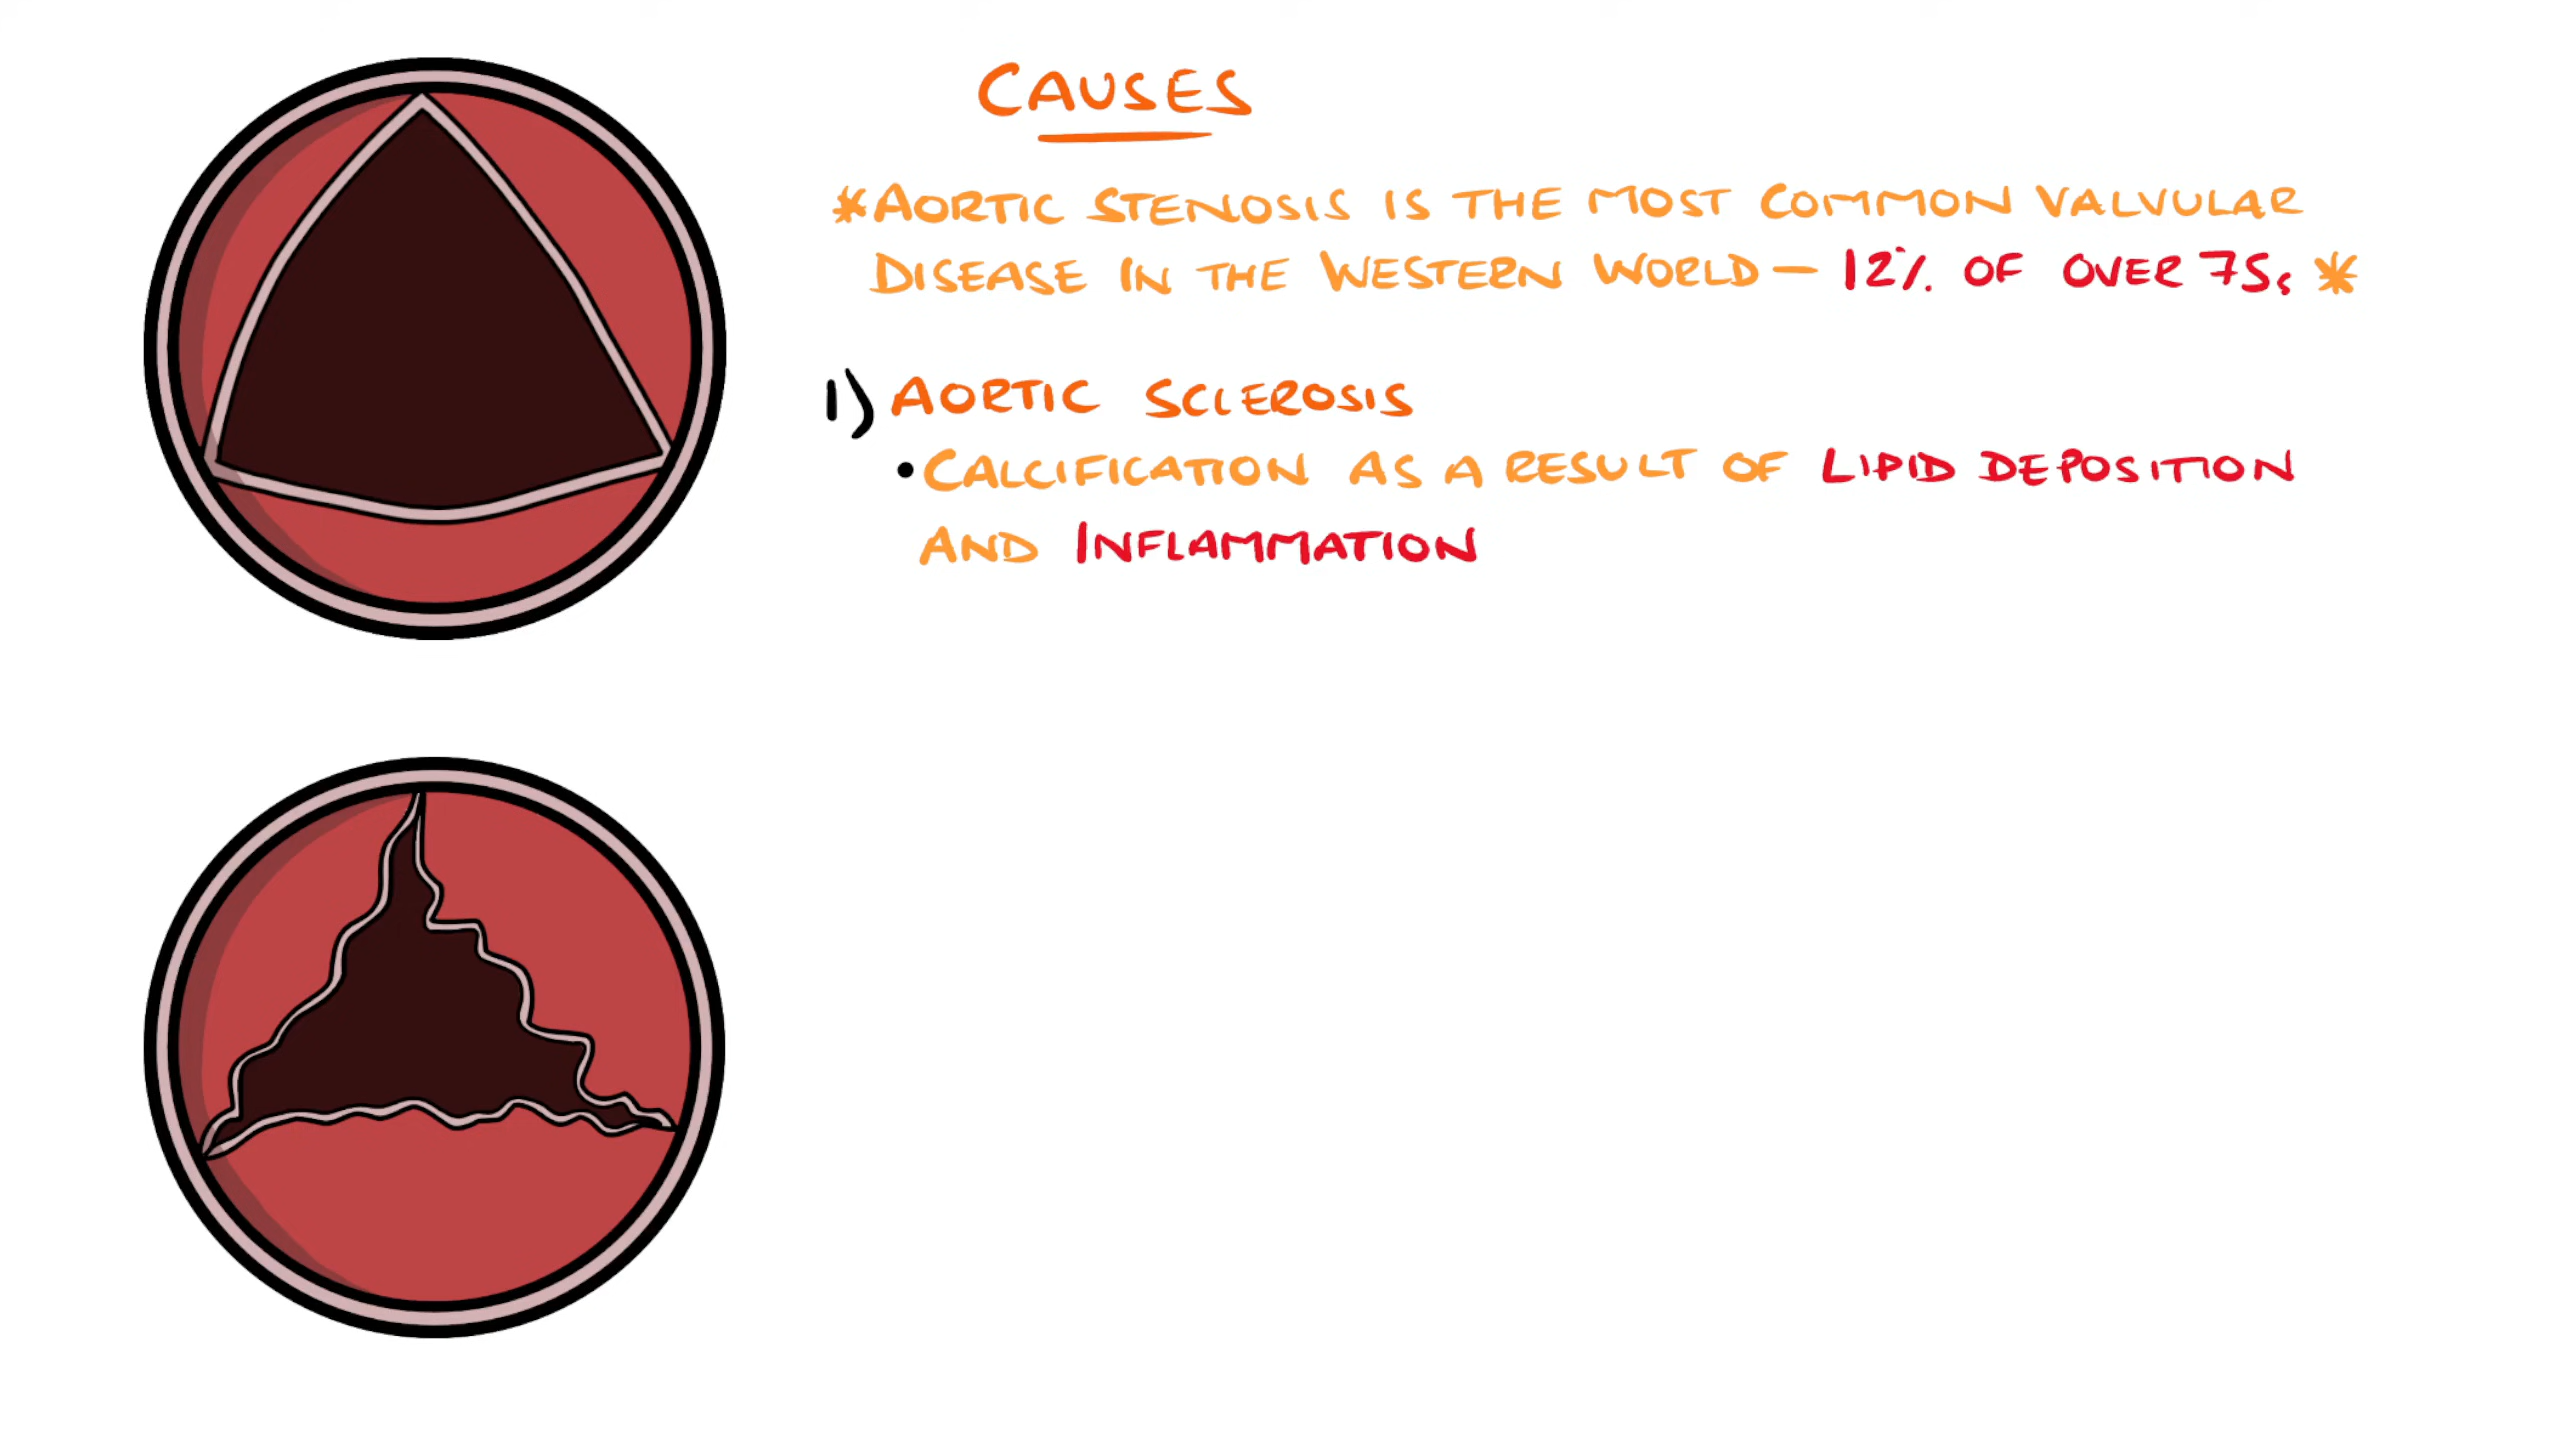 CAUSES
*AORTIC STENOSIS IS THE MOST COMMON VALVULAR
DISEASE IN THE WESTERN WORLD – 12% OF OVER 75s *
1) AORTIC SCLEROSIS
• CALCIFICATION AS A RESULT OF LIPID DEPOSITION
AND INFLAMMATION